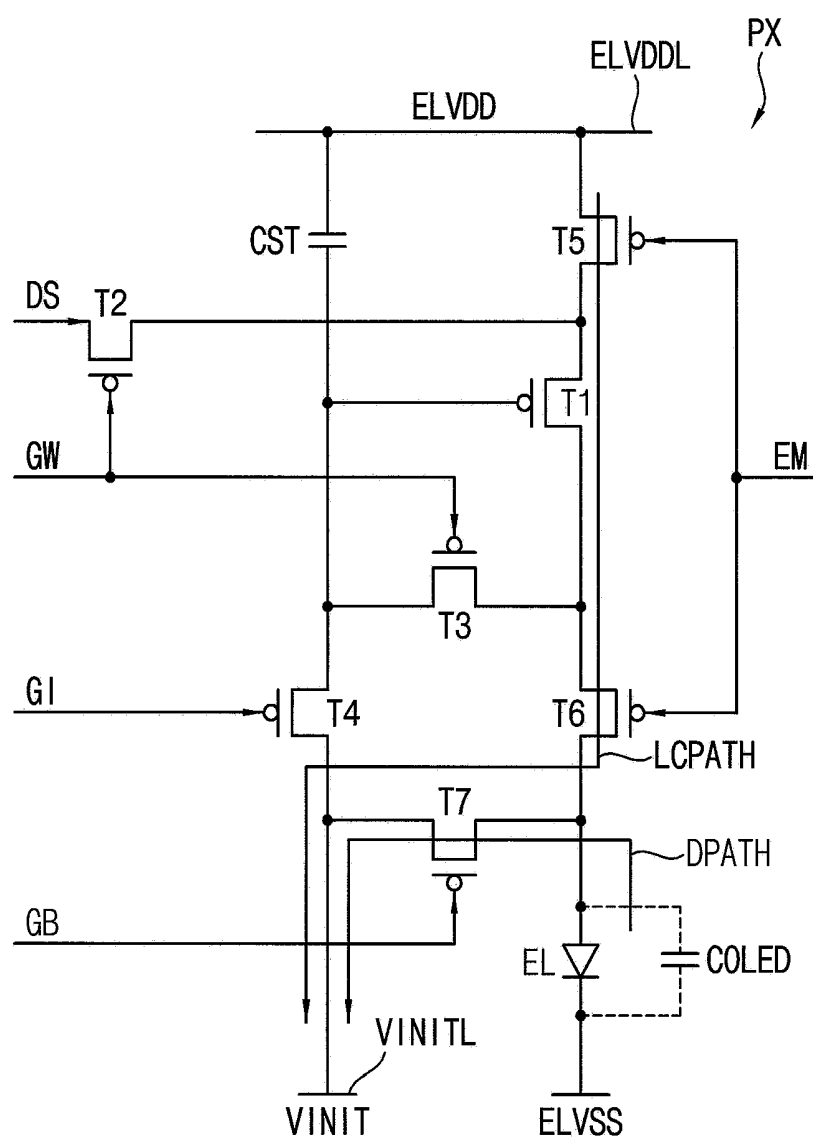 PX
ELVDDL
ELVDD
CST
T5
DS
T2
T1
GW
EM
T3
GI
T4
T6
LCPATH
T7
DPATH
GB
EL
COLED
VINITL
VINIT
ELVSS